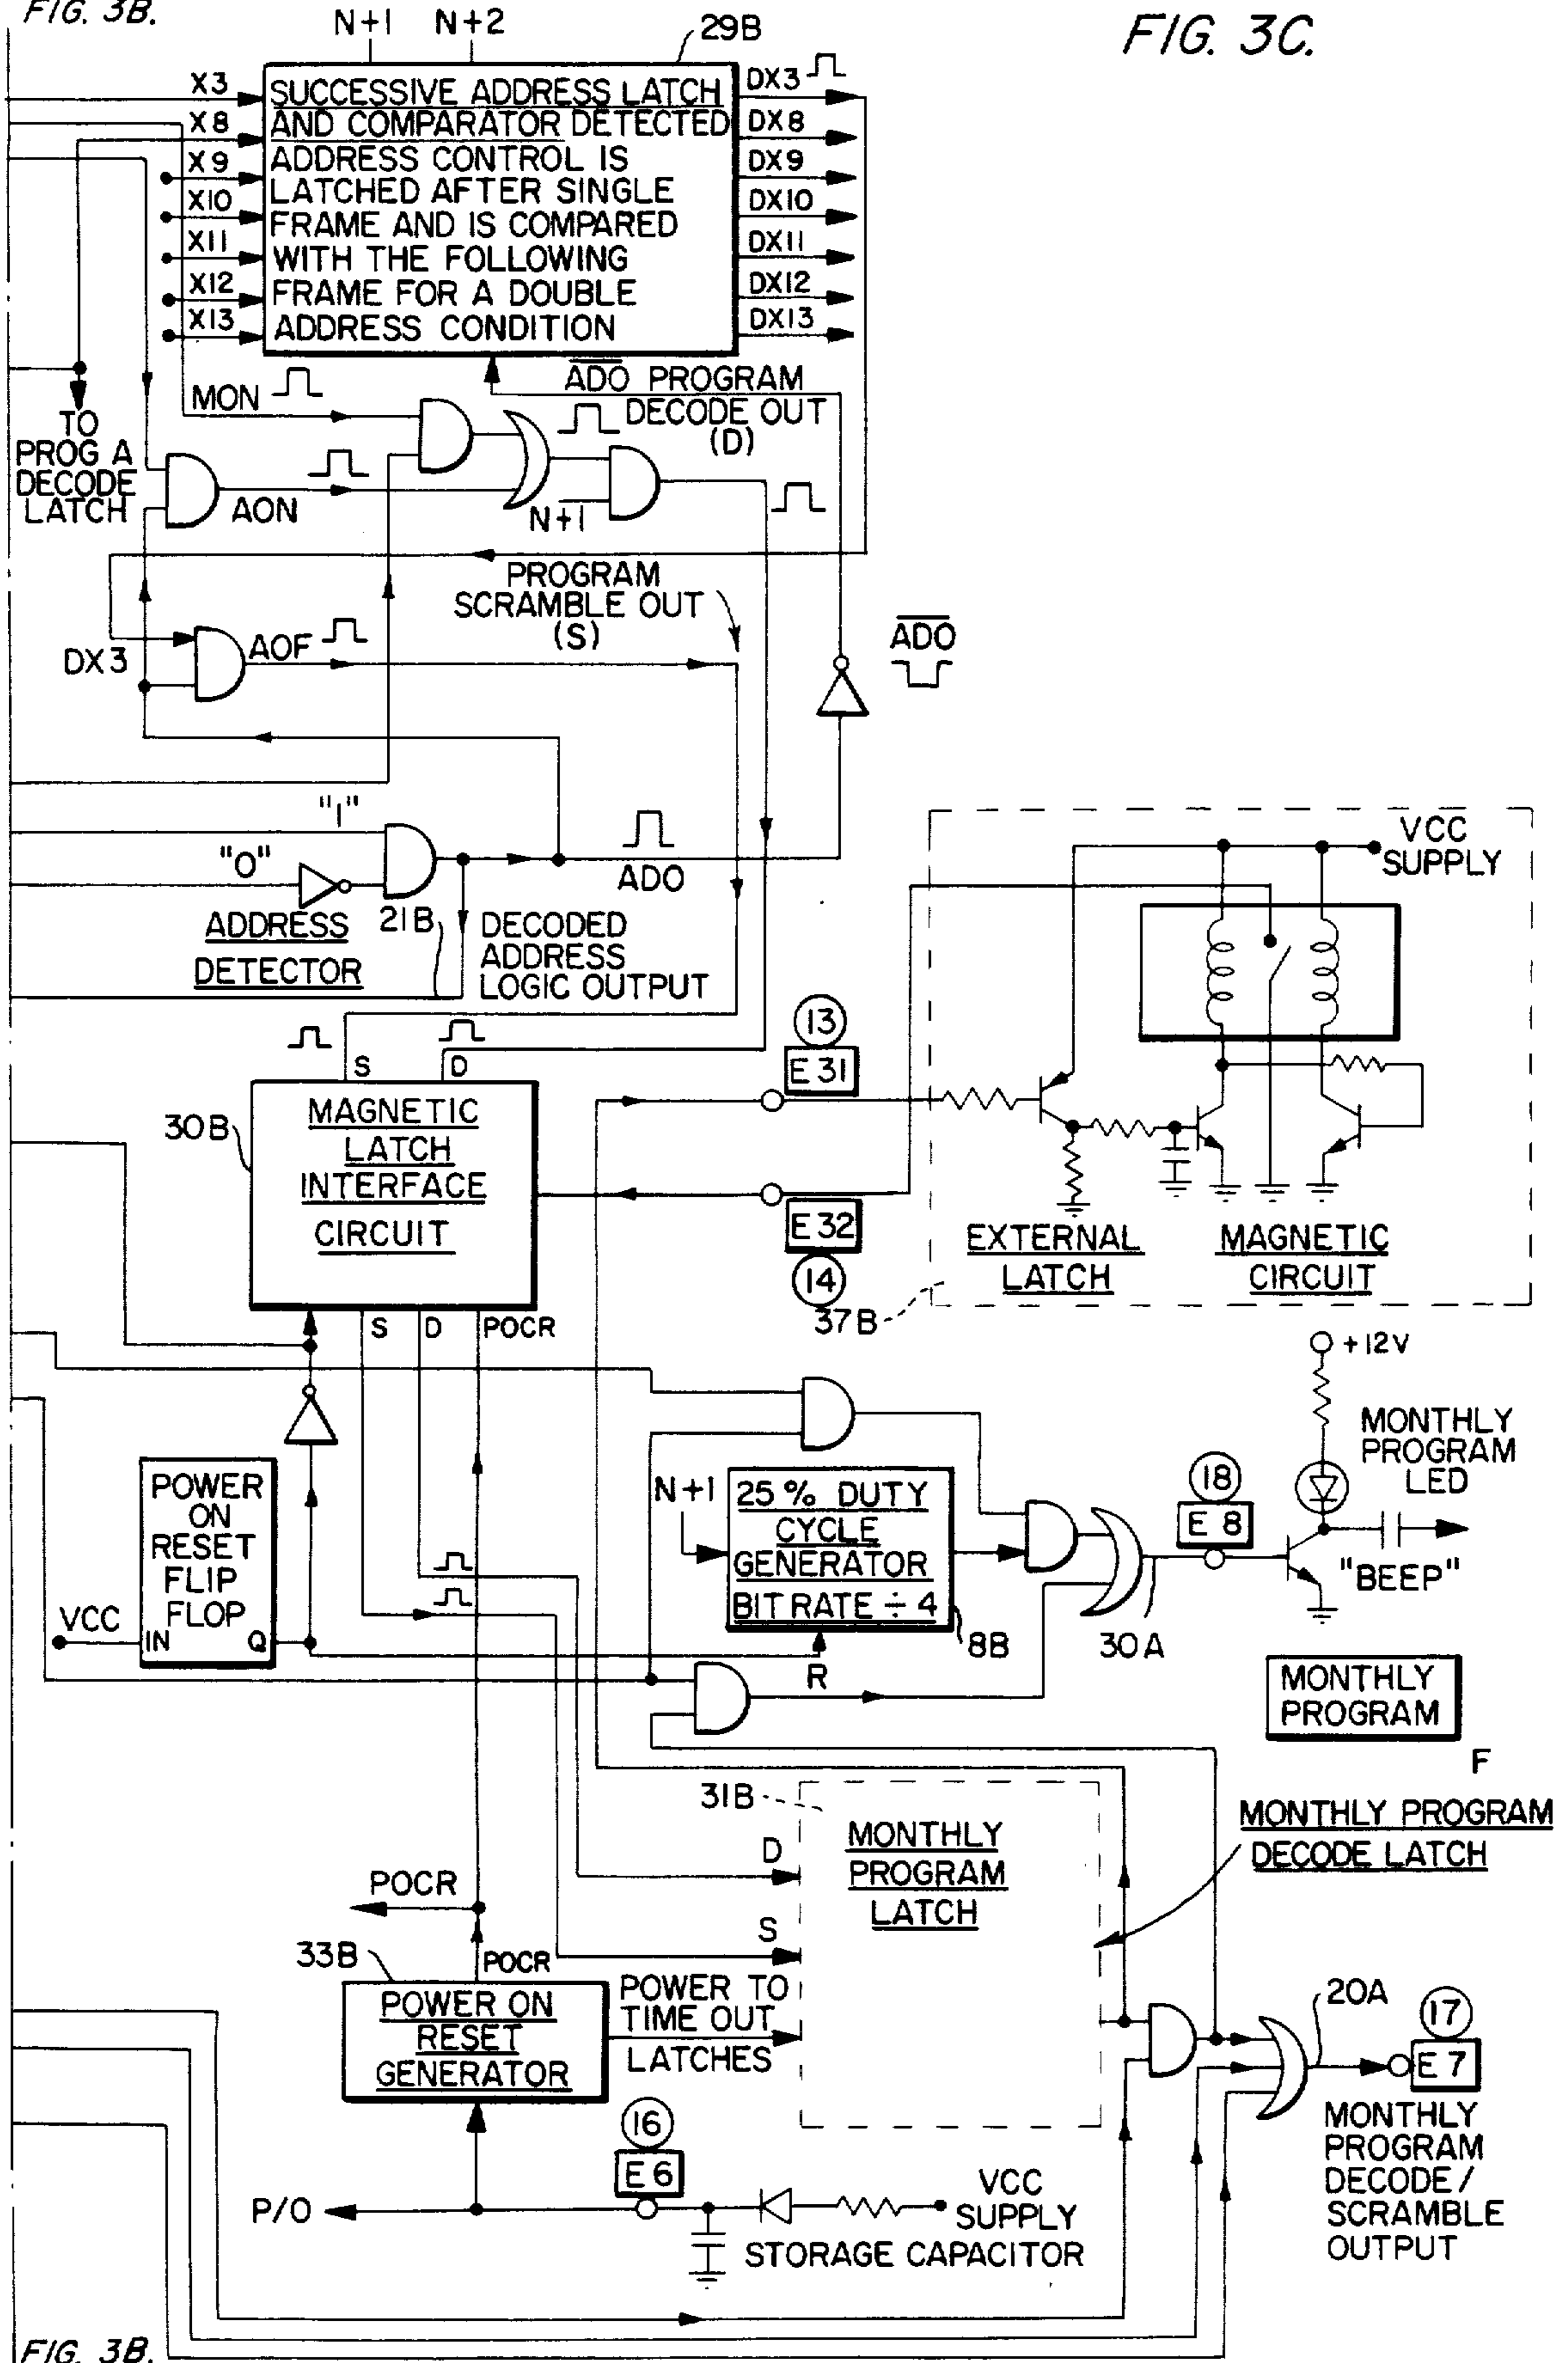 FIG. 3B.
N+1 N+2
29B
FIG. 3C.
X3
X8
X9
X10
X11
X12
X13
SUCCESSIVE ADDRESS LATCH
AND COMPARATOR DETECTED
ADDRESS CONTROL IS
LATCHED AFTER SINGLE
FRAME AND IS COMPARED
WITH THE FOLLOWING
FRAME FOR A DOUBLE
ADDRESS CONDITION
DX3
DX8
DX9
DX10
DX11
DX12
DX13
TO
PROG A
DECODE
LATCH
MON
AON
ADO PROGRAM
DECODE OUT
(D)
N+1
PROGRAM
SCRAMBLE OUT
(S)
DX3
AOF
ADO
"1"
"0"
ADO
ADDRESS
DETECTOR
21B
DECODED
ADDRESS
LOGIC OUTPUT
VCC
SUPPLY
13
E31
E32
14
EXTERNAL
LATCH
MAGNETIC
CIRCUIT
37B
S D
30B
MAGNETIC
LATCH
INTERFACE
CIRCUIT
S D POCR
+12V
MONTHLY
PROGRAM
LED
18
E 8
"BEEP"
POWER
ON
RESET
FLIP
FLOP
VCC
IN Q
N+1
25% DUTY
CYCLE
GENERATOR
BIT RATE ÷ 4
8B
R
30A
MONTHLY
PROGRAM
F
31B
MONTHLY
PROGRAM
LATCH
MONTHLY PROGRAM
DECODE LATCH
D
S
POCR
33B
POCR
POWER ON
RESET
GENERATOR
POWER TO
TIME OUT
LATCHES
20A
17
E 7
MONTHLY
PROGRAM
DECODE/
SCRAMBLE
OUTPUT
16
E 6
P/O
VCC
SUPPLY
STORAGE CAPACITOR
FIG. 3B.